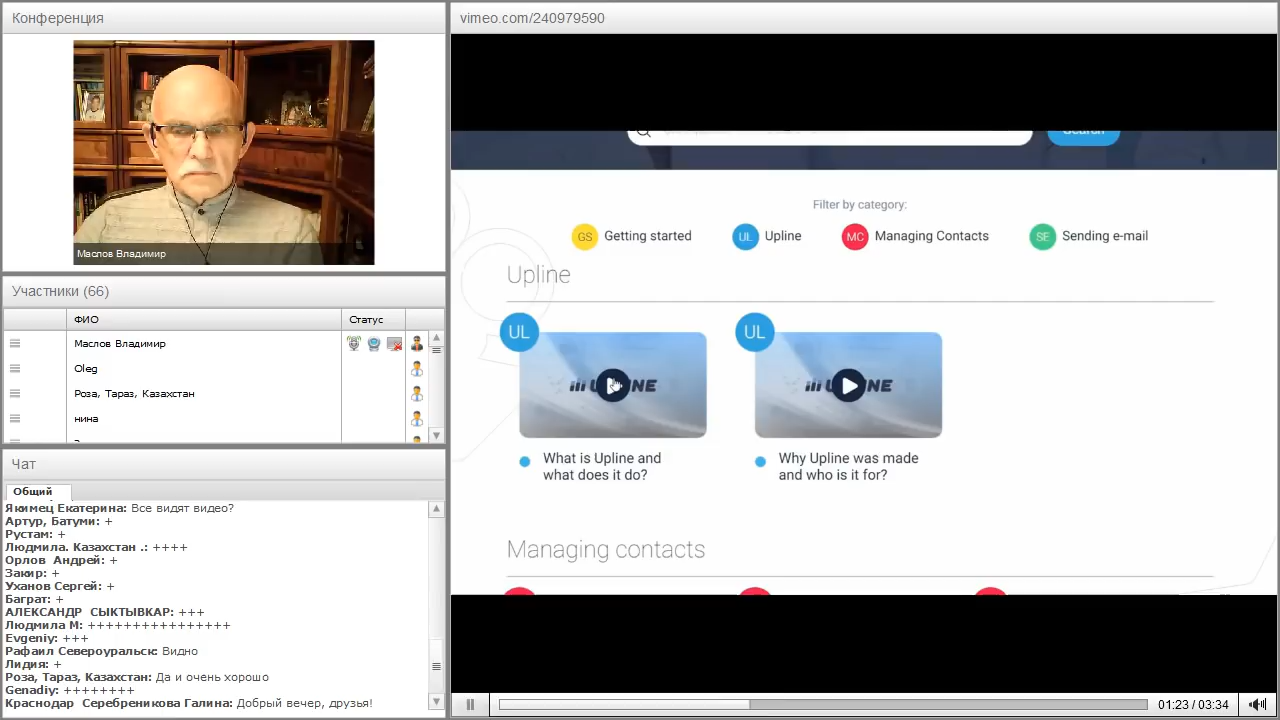 Конференция
Маслов Владимир
Участники (66)
ФИО
Статус
Маслов Владимир
Oleg
Роза, Тараз, Казахстан
нина
Чат
Общий
Якимец Екатерина: Все видят видео?
Артур, Батуми: +
Рустам: +
Людмила. Казахстан .: ++++
Орлов  Андрей: +
Закир: +
Уханов Сергей: +
Баграт: +
АЛЕКСАНДР  СЫКТЫВКАР: +++
Людмила М: ++++++++++++++++
Evgeniy: +++
Рафаил Североуральск: Видно
Лидия: +
Роза, Тараз, Казахстан: Да и очень хорошо
Genadiy: ++++++++
Краснодар  Серебреникова Галина: Добрый вечер, друзья!
vimeo.com/240979590
Search
Filter by category:
GS Getting started
UL Upline
MC Managing Contacts
SE Sending e-mail
Upline
UL
UL
What is Upline and
what does it do?
Why Upline was made
and who is it for?
Managing contacts
01:23 / 03:34